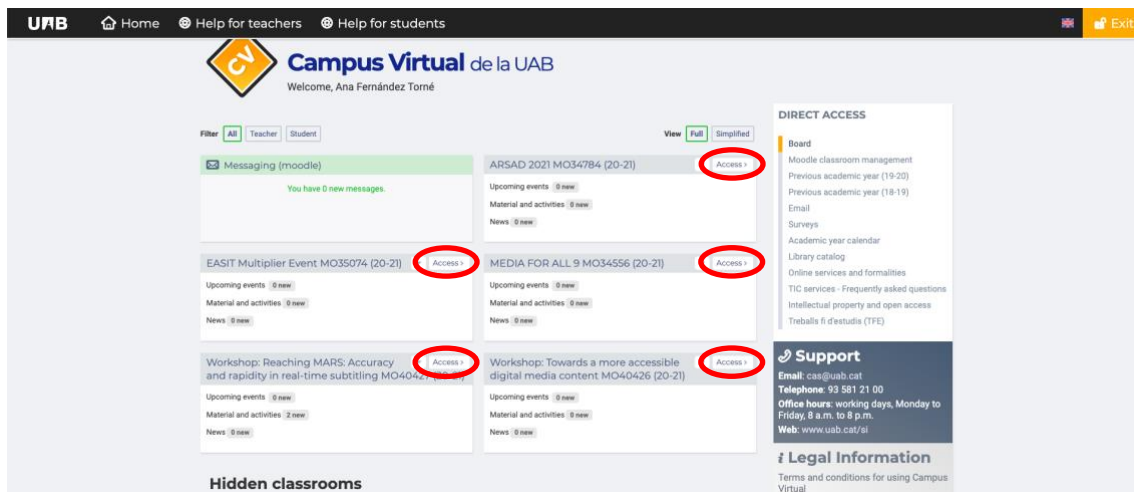 UAB Home Help for teachers Help for students Exit
CV
Campus Virtual de la UAB
Welcome, Ana Fernández Torné
Filter All Teacher Student
View Full Simplified
Messaging (moodle)
You have 0 new messages.
ARSAD 2021 MO34784 (20-21) Access >
Upcoming events 0 new
Material and activities 0 new
News 0 new
EASIT Multiplier Event MO35074 (20-21) Access >
Upcoming events 0 new
Material and activities 0 new
News 0 new
MEDIA FOR ALL 9 MO34556 (20-21) Access >
Upcoming events 0 new
Material and activities 0 new
News 0 new
Workshop: Reaching MARS: Accuracy Access >
and rapidity in real-time subtitling MO40427 (20-21)
Upcoming events 0 new
Material and activities 2 new
News 0 new
Workshop: Towards a more accessible Access >
digital media content MO40426 (20-21)
Upcoming events 0 new
Material and activities 0 new
News 0 new
Hidden classrooms
DIRECT ACCESS
Board
Moodle classroom management
Previous academic year (19-20)
Previous academic year (18-19)
Email
Surveys
Academic year calendar
Library catalog
Online services and formalities
TIC services - Frequently asked questions
Intellectual property and open access
Treballs fi d'estudis (TFE)
Support
Email: cas@uab.cat
Telephone: 93 581 21 00
Office hours: working days, Monday to
Friday, 8 a.m. to 8 p.m.
Web: www.uab.cat/si
Legal Information
Terms and conditions for using Campus
Virtual